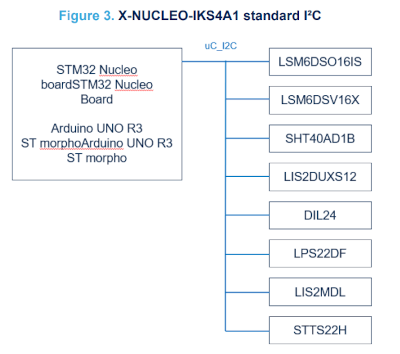 Figure 3. X-NUCLEO-IKS4A1 standard I²C
uC_I2C
STM32 Nucleo
boardSTM32 Nucleo
Board
Arduino UNO R3
ST morphoArduino UNO R3
ST morpho
LSM6DSO16IS
LSM6DSV16X
SHT40AD1B
LIS2DUXS12
DIL24
LPS22DF
LIS2MDL
STTS22H